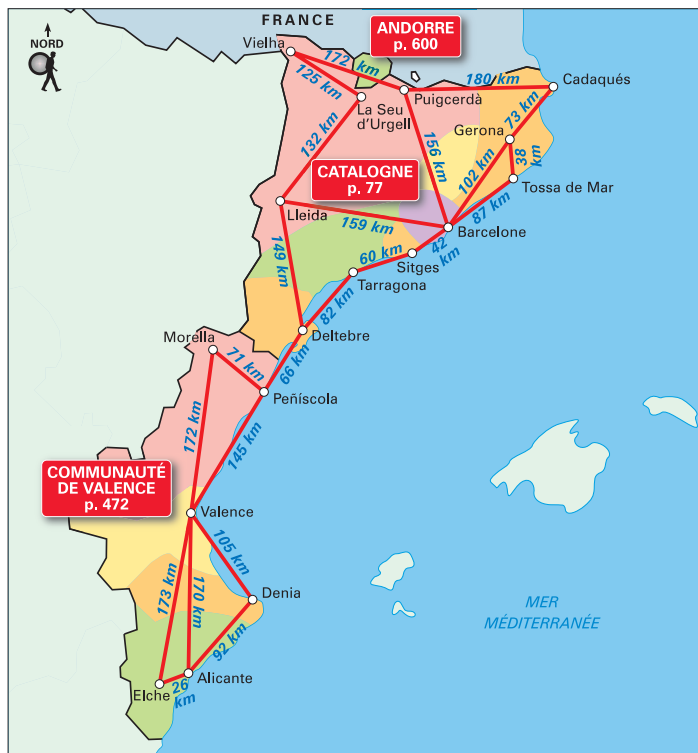 FRANCE
NORD
ANDORRE
p. 600
Vielha
172 km
125 km
180 km
Cadaqués
Puigcerdà
La Seu
d'Urgell
73 km
Gerona
132 km
156 km
38
km
102 km
CATALOGNE
p. 77
Tossa de Mar
Lleida
87 km
159 km
Barcelone
42
km
149 km
60 km
Sitges
Tarragona
82 km
Deltebre
Morella
71 km
66 km
Peñíscola
172 km
145 km
COMMUNAUTÉ
DE VALENCE
p. 472
Valence
105 km
173 km
170 km
Denia
MER
MÉDITERRANÉE
92 km
Alicante
Elche
26
km